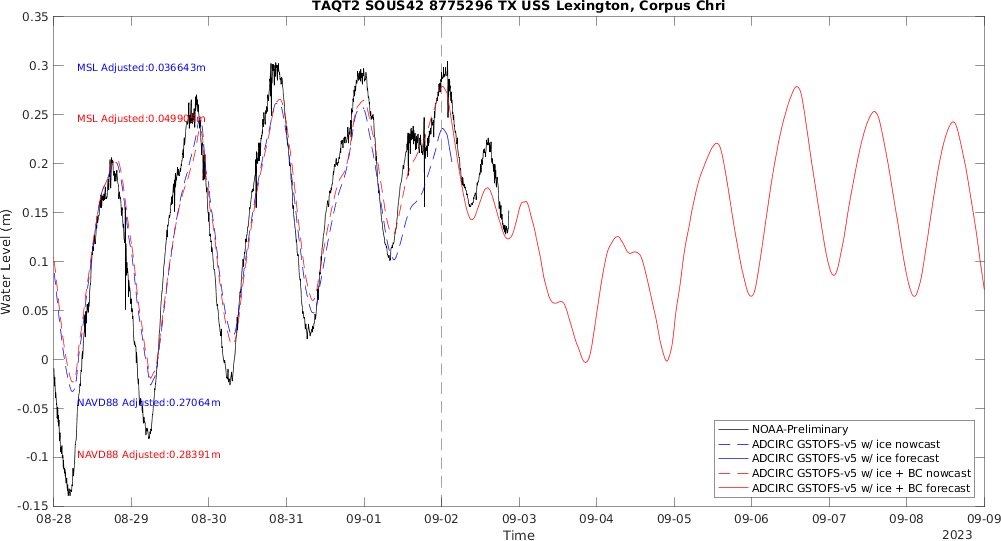 TAQT2 SOUS42 8775296 TX USS Lexington, Corpus Chri
0.35
0.3
0.25
0.2
0.15
0.1
0.05
0
-0.05
-0.1
-0.15
Water Level (m)
MSL Adjusted:0.036643m
MSL Adjusted:0.04990
NAVD88 Adjusted:0.27064m
NAVD88 Adjusted:0.28391m
NOAA-Preliminary
ADCIRC GSTOFS-v5 w/ ice nowcast
ADCIRC GSTOFS-v5 w/ ice forecast
ADCIRC GSTOFS-v5 w/ ice + BC nowcast
ADCIRC GSTOFS-v5 w/ ice + BC forecast
08-28 08-29 08-30 08-31 09-01 09-02 09-03 09-04 09-05 09-06 09-07 09-08 09-09
Time
2023